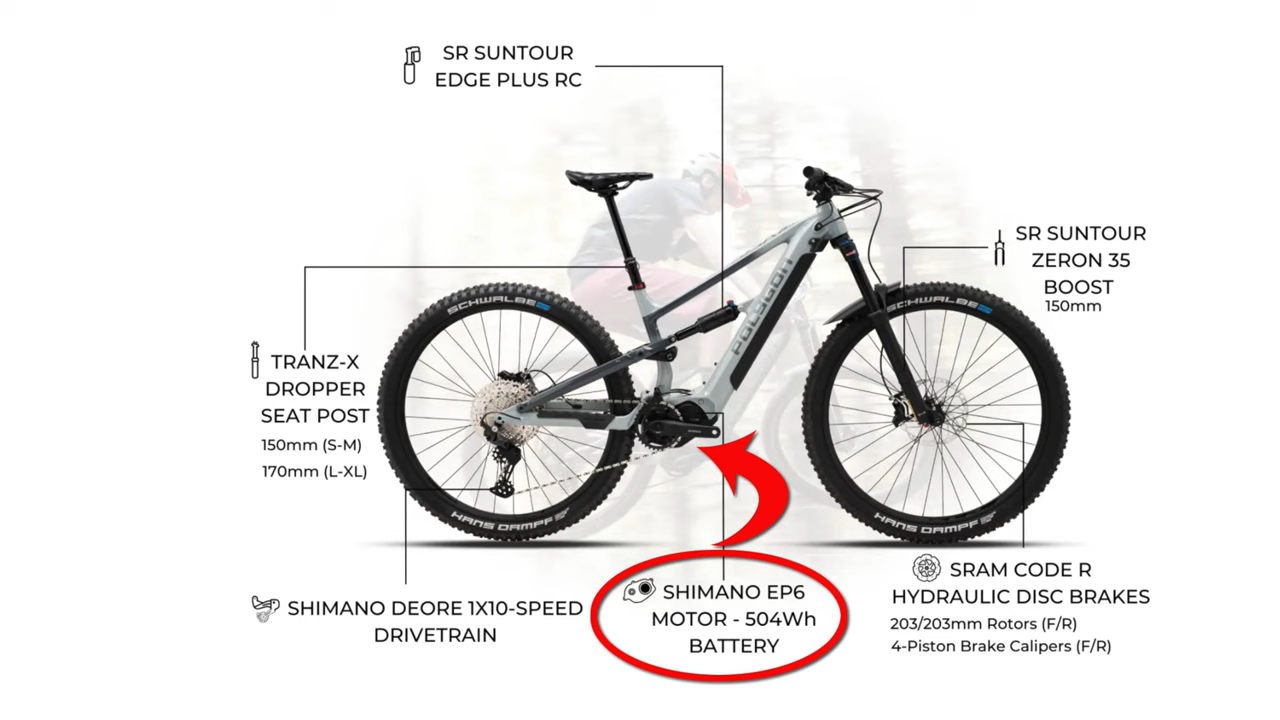 SR SUNTOUR
EDGE PLUS RC
SR SUNTOUR
ZERON 35
BOOST
150mm
SCHWALBE
SCHWALBE
POLYGON
TRANZ-X
DROPPER
SEAT POST
150mm (S-M)
170mm (L-XL)
HANS DAMPF
HANS DAMPF
SHIMANO DEORE 1X10-SPEED
DRIVETRAIN
SHIMANO EP6
MOTOR - 504Wh
BATTERY
SRAM CODE R
HYDRAULIC DISC BRAKES
203/203mm Rotors (F/R)
4-Piston Brake Calipers (F/R)